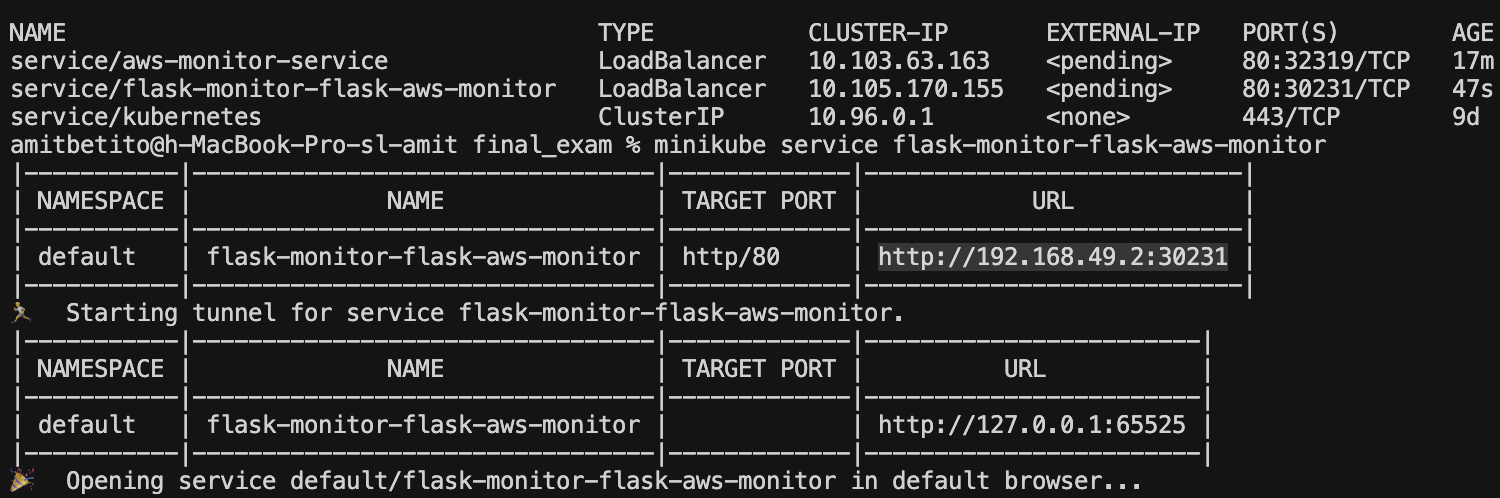 NAME TYPE CLUSTER-IP EXTERNAL-IP PORT(S) AGE
service/aws-monitor-service LoadBalancer 10.103.63.163 <pending> 80:32319/TCP 17m
service/flask-monitor-flask-aws-monitor LoadBalancer 10.105.170.155 <pending> 80:30231/TCP 47s
service/kubernetes ClusterIP 10.96.0.1 <none> 443/TCP 9d
amitbetito@h-MacBook-Pro-sl-amit final_exam % minikube service flask-monitor-flask-aws-monitor
|-----------|---------------------------------|-------------|---------------------------|
| NAMESPACE | NAME | TARGET PORT | URL |
|-----------|---------------------------------|-------------|---------------------------|
| default | flask-monitor-flask-aws-monitor | http/80 | http://192.168.49.2:30231 |
|-----------|---------------------------------|-------------|---------------------------|
🏃 Starting tunnel for service flask-monitor-flask-aws-monitor.
|-----------|---------------------------------|-------------|------------------------|
| NAMESPACE | NAME | TARGET PORT | URL |
|-----------|---------------------------------|-------------|------------------------|
| default | flask-monitor-flask-aws-monitor | | http://127.0.0.1:65525 |
|-----------|---------------------------------|-------------|------------------------|
🎉 Opening service default/flask-monitor-flask-aws-monitor in default browser...